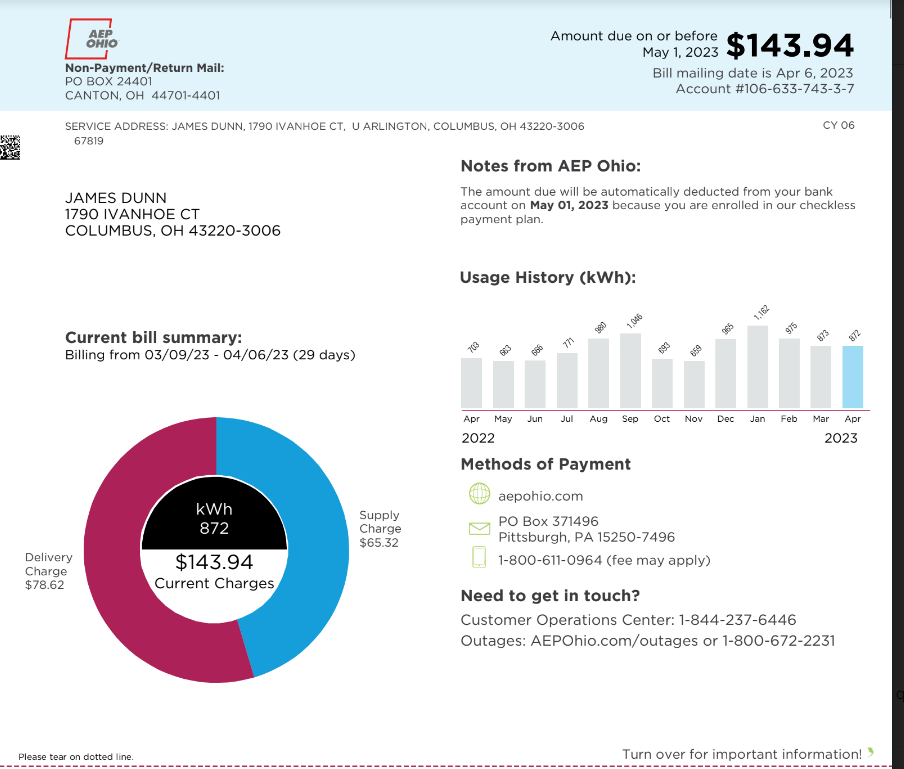 AEP
OHIO
Non-Payment/Return Mail:
PO BOX 24401
CANTON, OH 44701-4401
Amount due on or before
May 1, 2023 $143.94
Bill mailing date is Apr 6, 2023
Account #106-633-743-3-7
SERVICE ADDRESS: JAMES DUNN, 1790 IVANHOE CT, U ARLINGTON, COLUMBUS, OH 43220-3006
CY 06
67819
JAMES DUNN
1790 IVANHOE CT
COLUMBUS, OH 43220-3006
Notes from AEP Ohio:
The amount due will be automatically deducted from your bank
account on May 01, 2023 because you are enrolled in our checkless
payment plan.
Usage History (kWh):
703 663 666 771 980 1,046 693 659 965 1,162 975 873 872
Apr May Jun Jul Aug Sep Oct Nov Dec Jan Feb Mar Apr
2022 2023
Current bill summary:
Billing from 03/09/23 - 04/06/23 (29 days)
kWh
872
$143.94
Current Charges
Supply
Charge
$65.32
Delivery
Charge
$78.62
Methods of Payment
aepohio.com
PO Box 371496
Pittsburgh, PA 15250-7496
1-800-611-0964 (fee may apply)
Need to get in touch?
Customer Operations Center: 1-844-237-6446
Outages: AEPOhio.com/outages or 1-800-672-2231
Please tear on dotted line.
Turn over for important information!